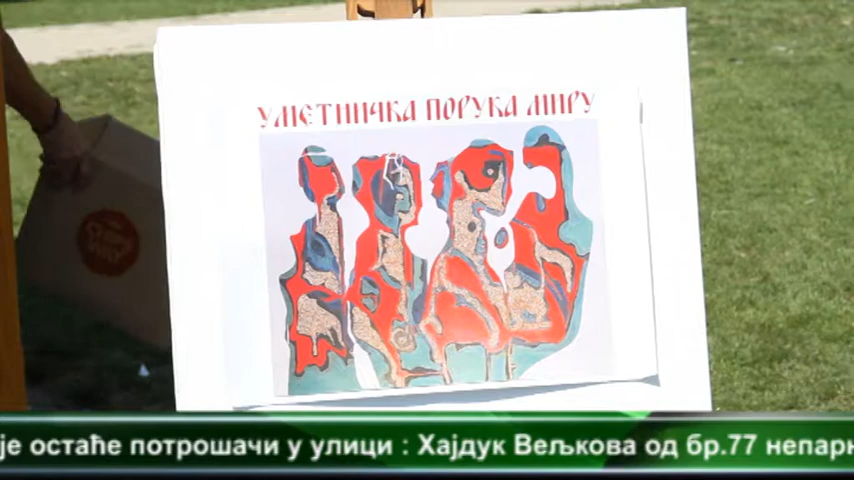 УМЕТНИЧКА ПОРУКА МИРУ
је остаће потрошачи у улици : Хајдук Вељкова од бр.77 непарн